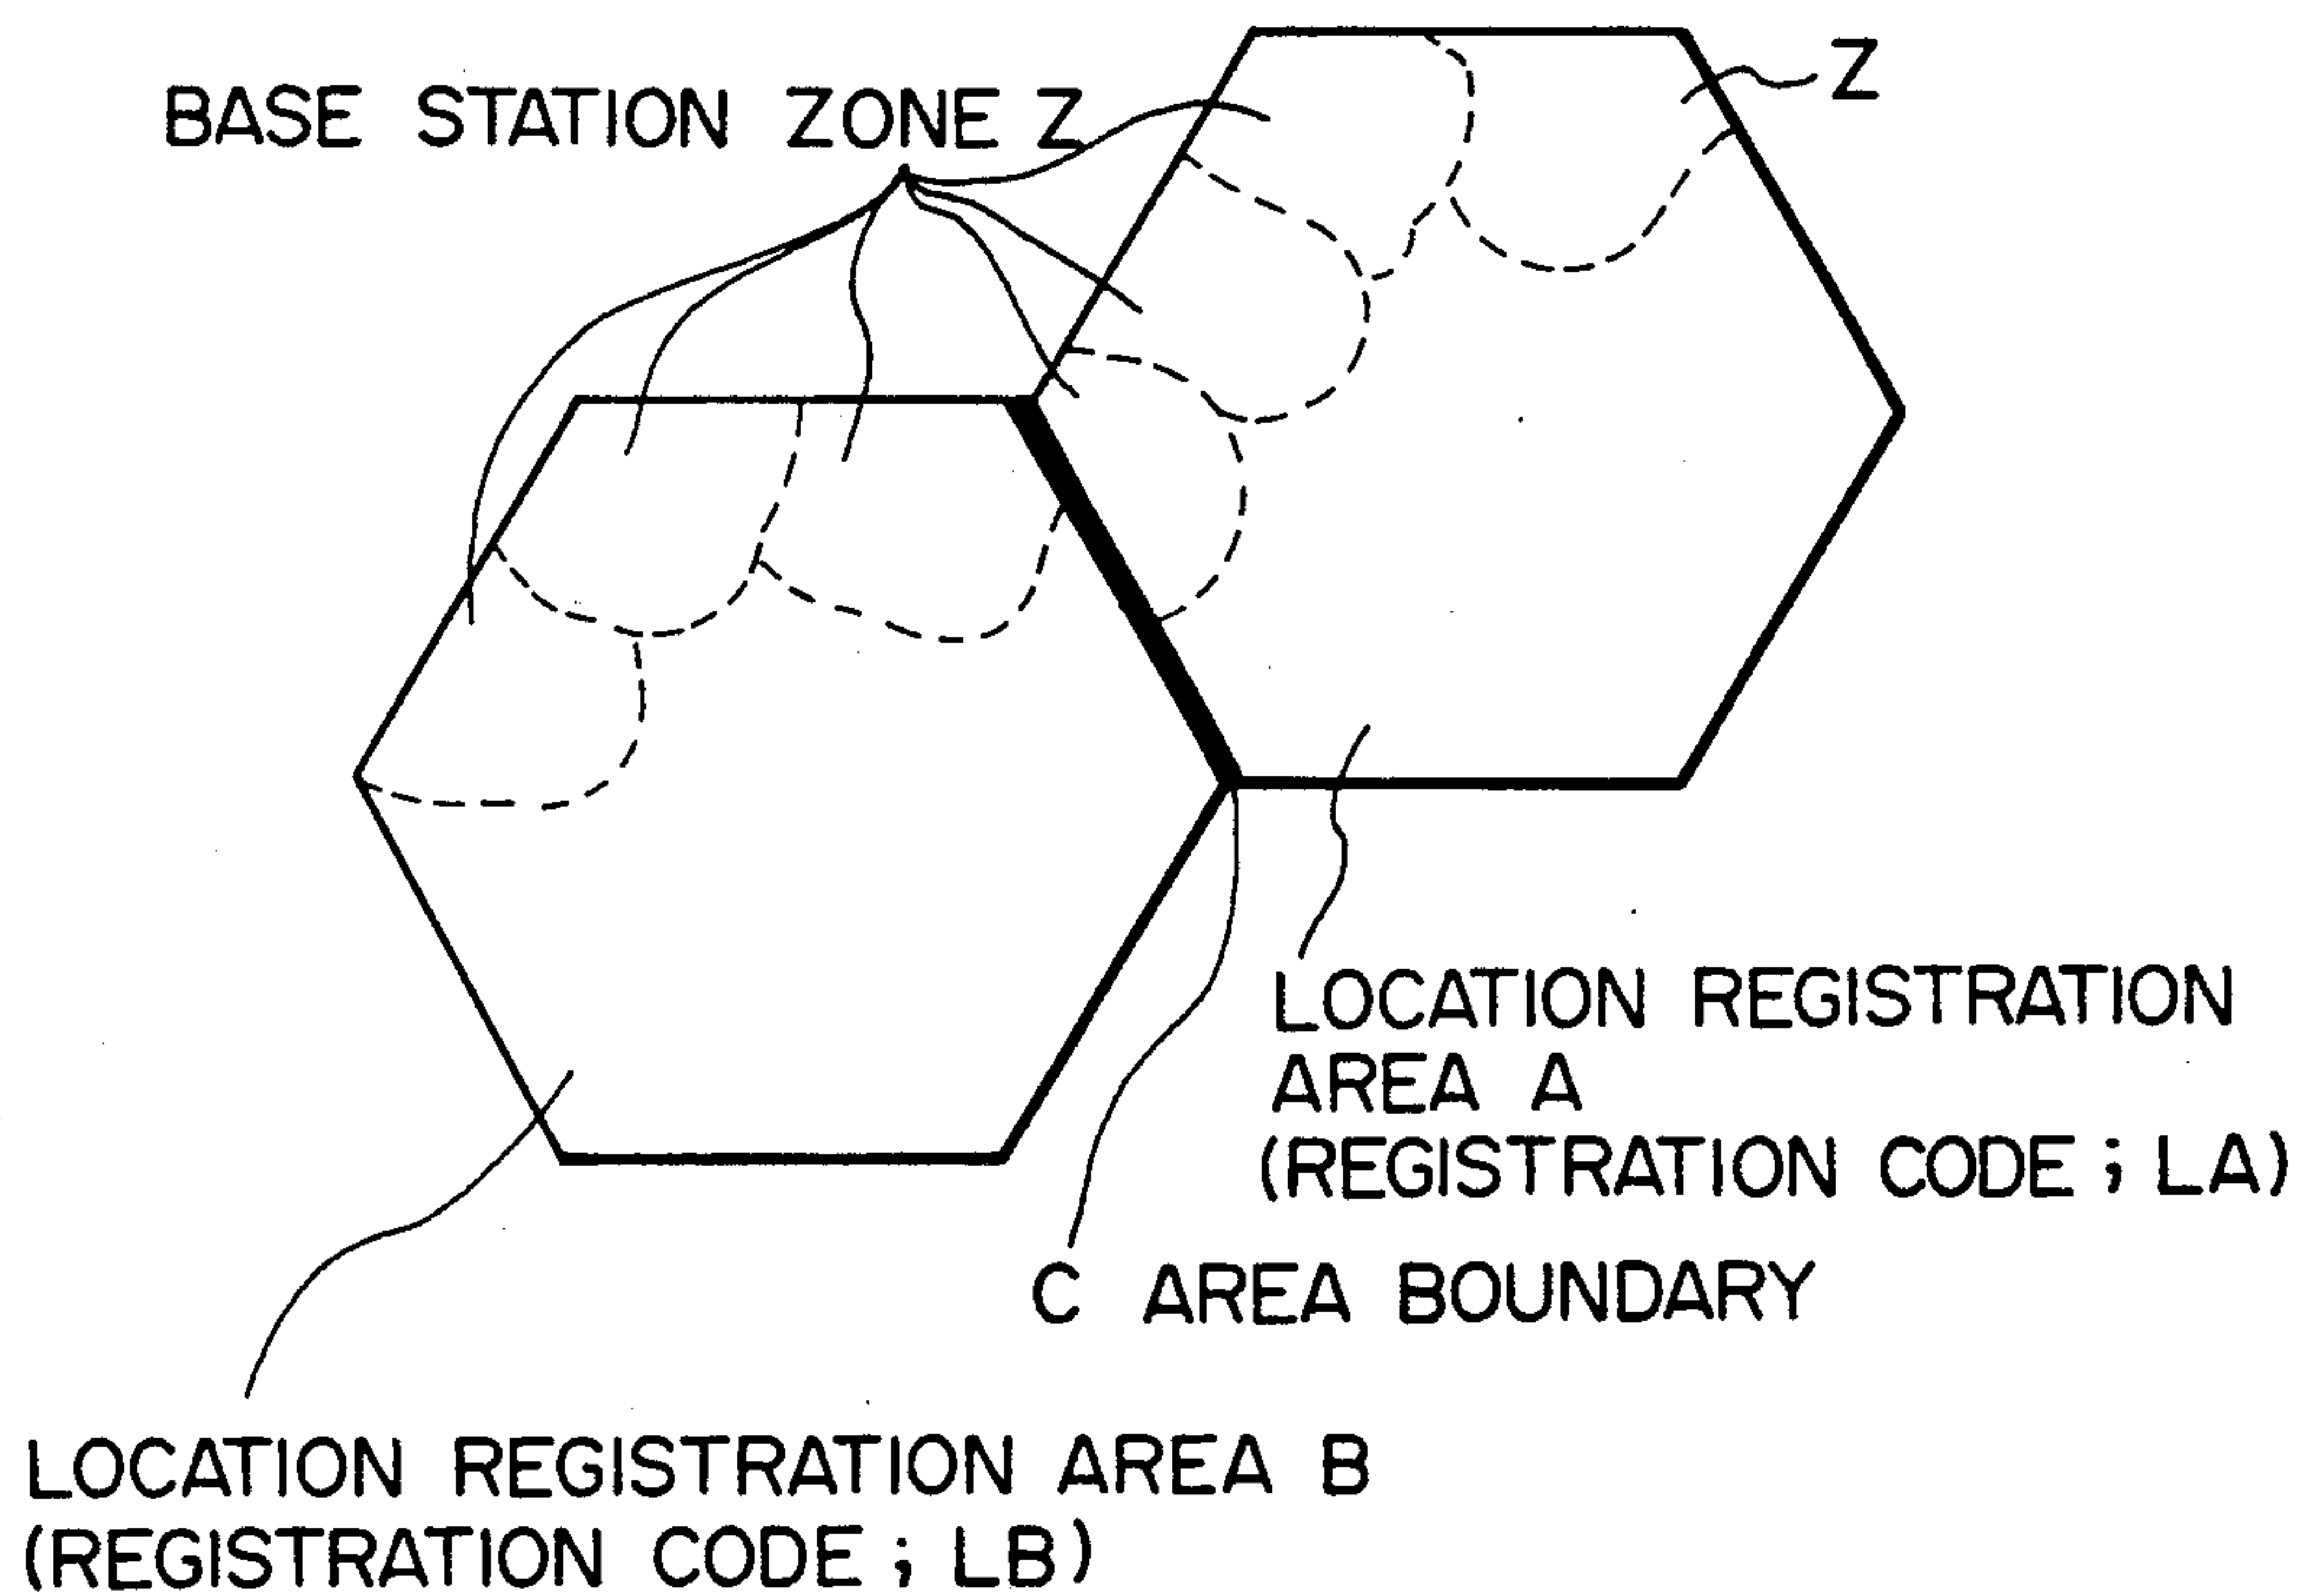 BASE STATION ZONE Z
Z
LOCATION REGISTRATION
AREA A
(REGISTRATION CODE ; LA)
C AREA BOUNDARY
LOCATION REGISTRATION AREA B
(REGISTRATION CODE ; LB)